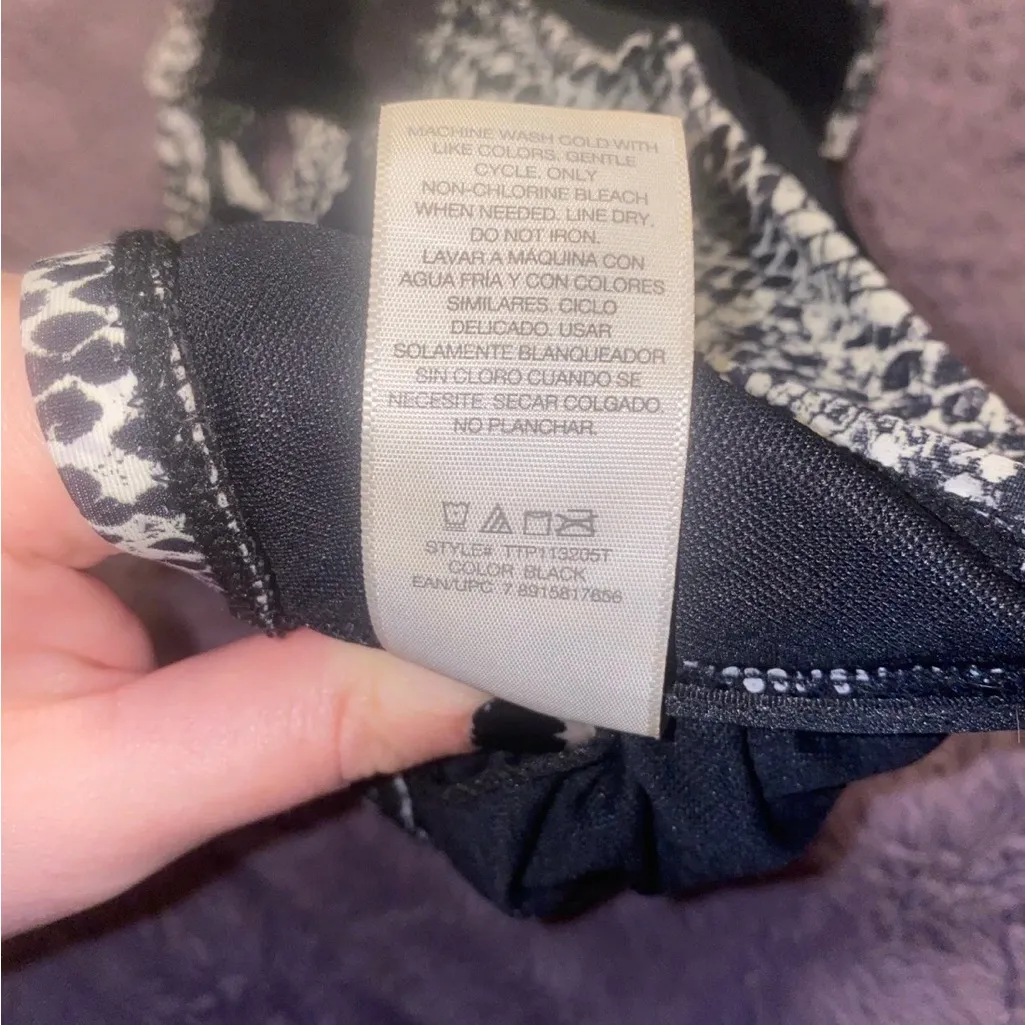 MACHINE WASH COLD WITH
LIKE COLORS. GENTLE
CYCLE. ONLY
NON-CHLORINE BLEACH
WHEN NEEDED. LINE DRY.
DO NOT IRON.
LAVAR A MÁQUINA CON
AGUA FRÍA Y CON COLORES
SIMILARES. CICLO
DELICADO. USAR
SOLAMENTE BLANQUEADOR
SIN CLORO CUANDO SE
NECESITE. SECAR COLGADO.
NO PLANCHAR.
STYLE# TTP113205T
COLOR BLACK
EAN/UPC 7 8915817656